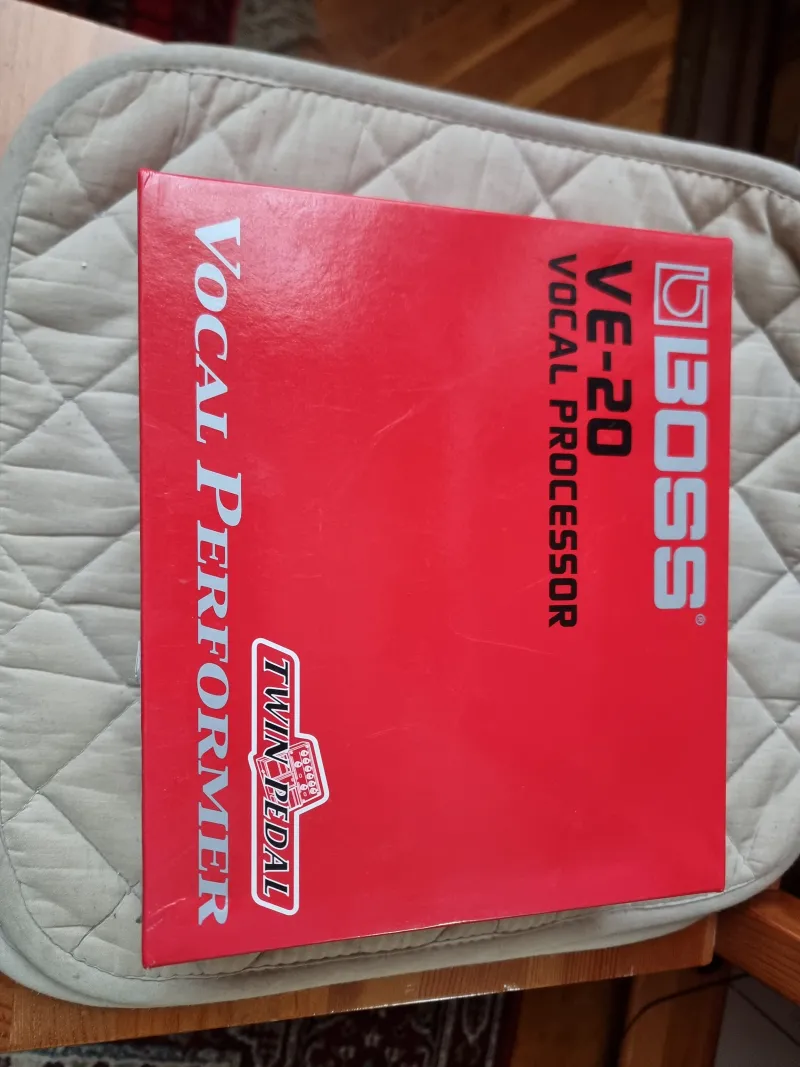 BOSS®
VE-20
VOCAL PROCESSOR
TWIN PEDAL
VOCAL PERFORMER